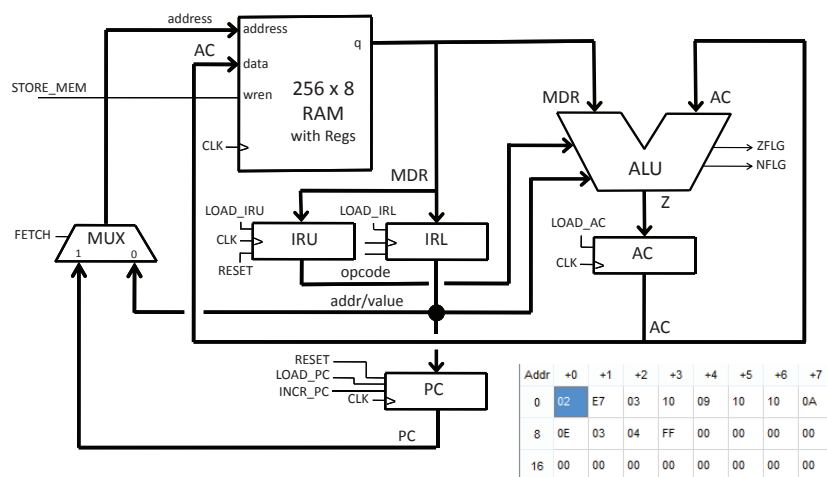 address
AC
STORE_MEM
address
data
wren
q
256 x 8
RAM
with Regs
CLK
MDR
AC
ALU
ZFLG
NFLG
Z
MDR
FETCH
MUX
1
0
LOAD_IRU
CLK
RESET
IRU
LOAD_IRL
IRL
opcode
addr/value
LOAD_AC
CLK
AC
AC
RESET
LOAD_PC
INCR_PC
CLK
PC
PC
Addr +0 +1 +2 +3 +4 +5 +6 +7
0 02 E7 03 10 09 10 10 0A
8 0E 03 04 FF 00 00 00 00
16 00 00 00 00 00 00 00 00